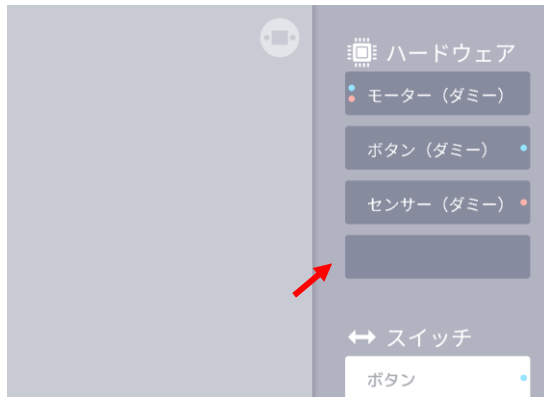 ハードウェア
モーター（ダミー）
ボタン（ダミー）
センサー（ダミー）
スイッチ
ボタン